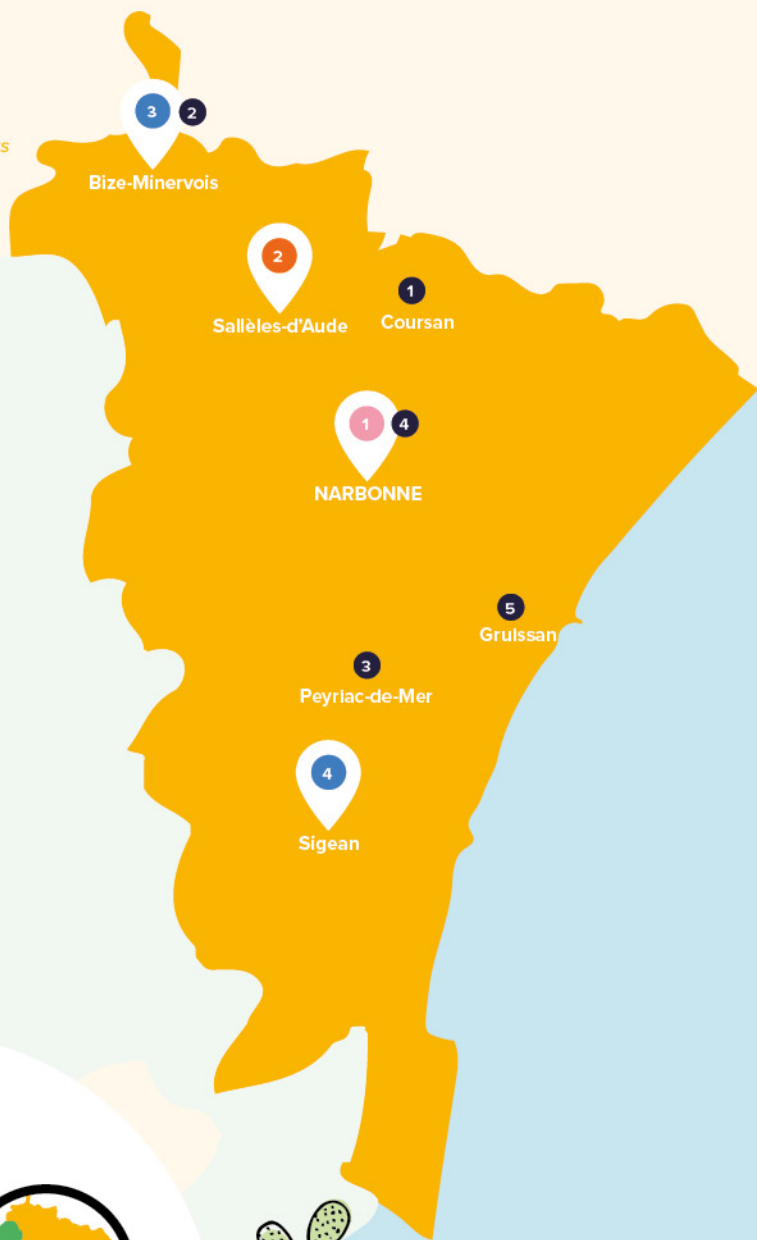 3 2
Bize-Minervois
2
Sallèles-d'Aude
1
Coursan
1 4
NARBONNE
5
Gruissan
3
Peyriac-de-Mer
4
Sigean